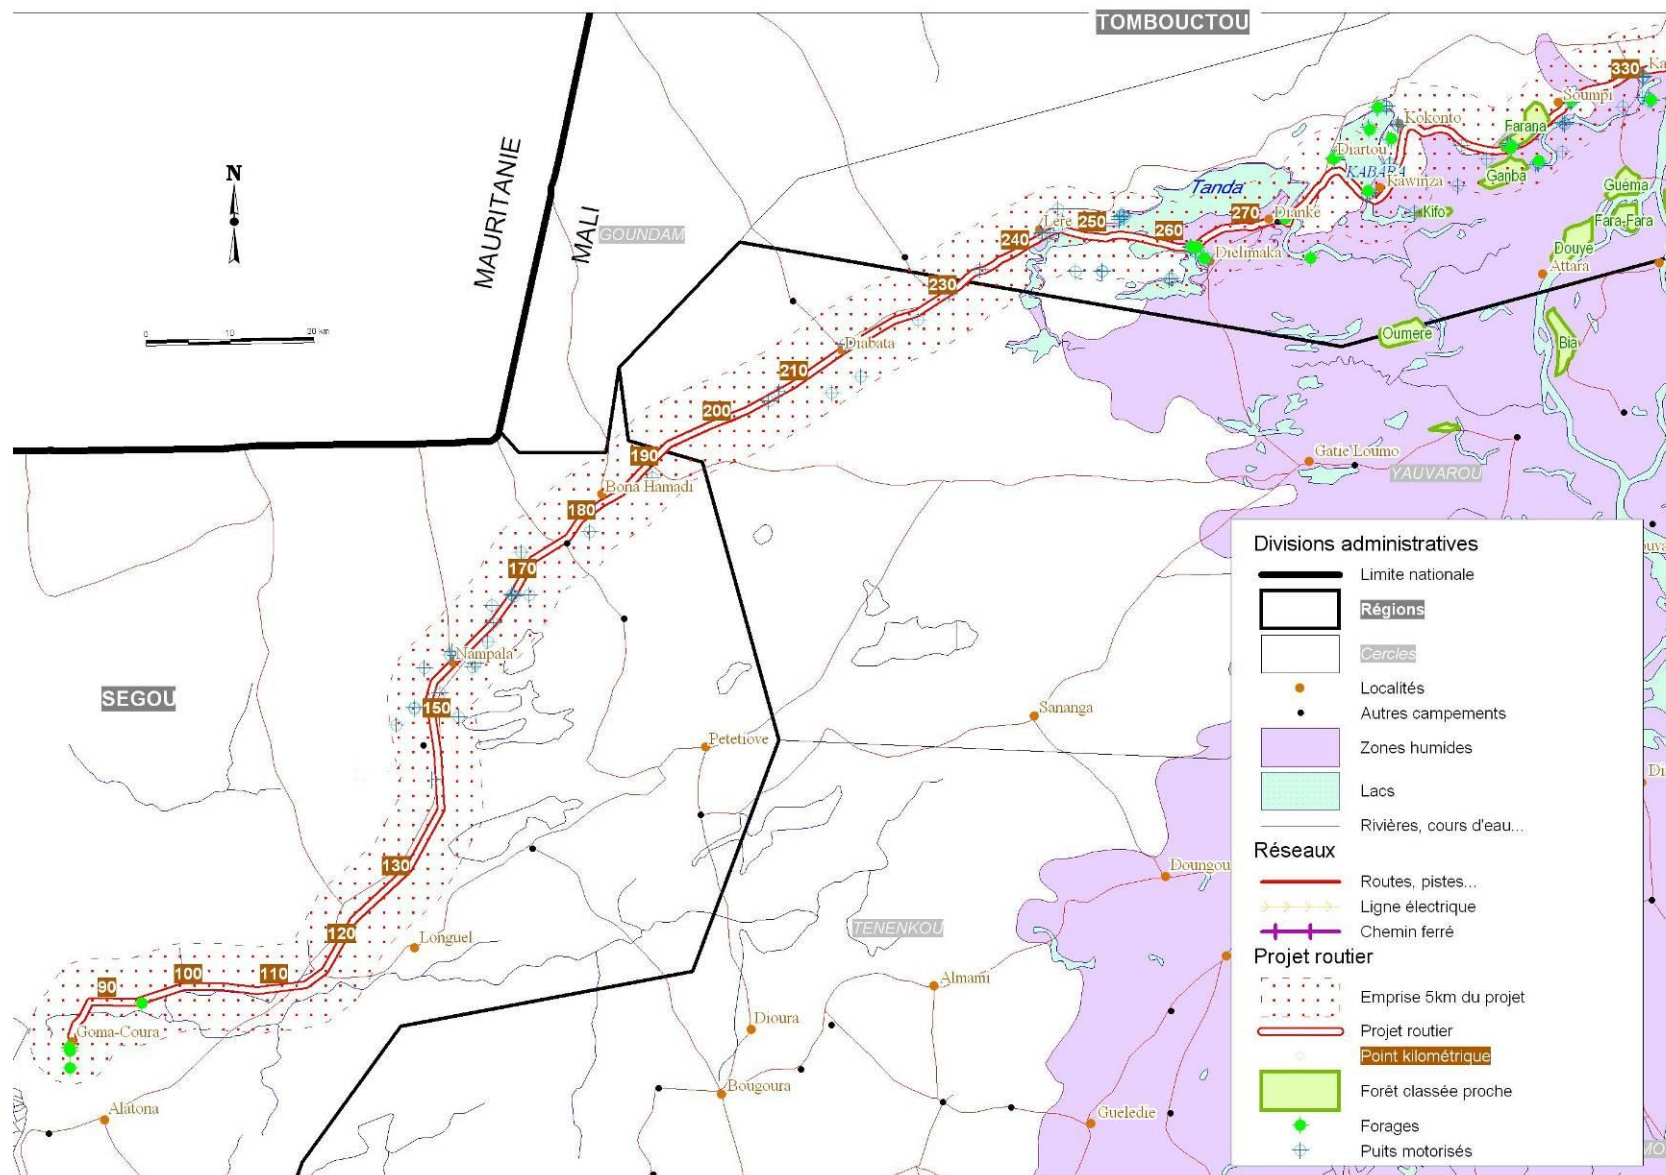 TOMBOUCTOU
330
Soumpi
Kokonto
Farana
Diartou
KABARA
Kawinza
Ganba
Guéma
Tanda
Kifo
Fara-Fara
N
MAURITANIE
MALI
GOUNDAM
Léré
250
270
Dianké
240
260
Dielimaka
Douye
Attara
230
0 10 20 km
Oumere
Bia
Diabata
210
200
190
Gatie Loumo
YAUVAROU
Bona Hamadi
180
170
Nampala
SEGOU
150
Sananga
Petetiove
130
Doungou
120
Longuel
TENENKOU
100
110
90
Almami
Goma-Coura
Dioura
Bougoura
Alatona
Gueledie
Divisions administratives
Limite nationale
Régions
Cercles
Localités
Autres campements
Zones humides
Lacs
Rivières, cours d'eau...
Réseaux
Routes, pistes...
Ligne électrique
Chemin ferré
Projet routier
Emprise 5km du projet
Projet routier
Point kilométrique
Forêt classée proche
Forages
Puits motorisés